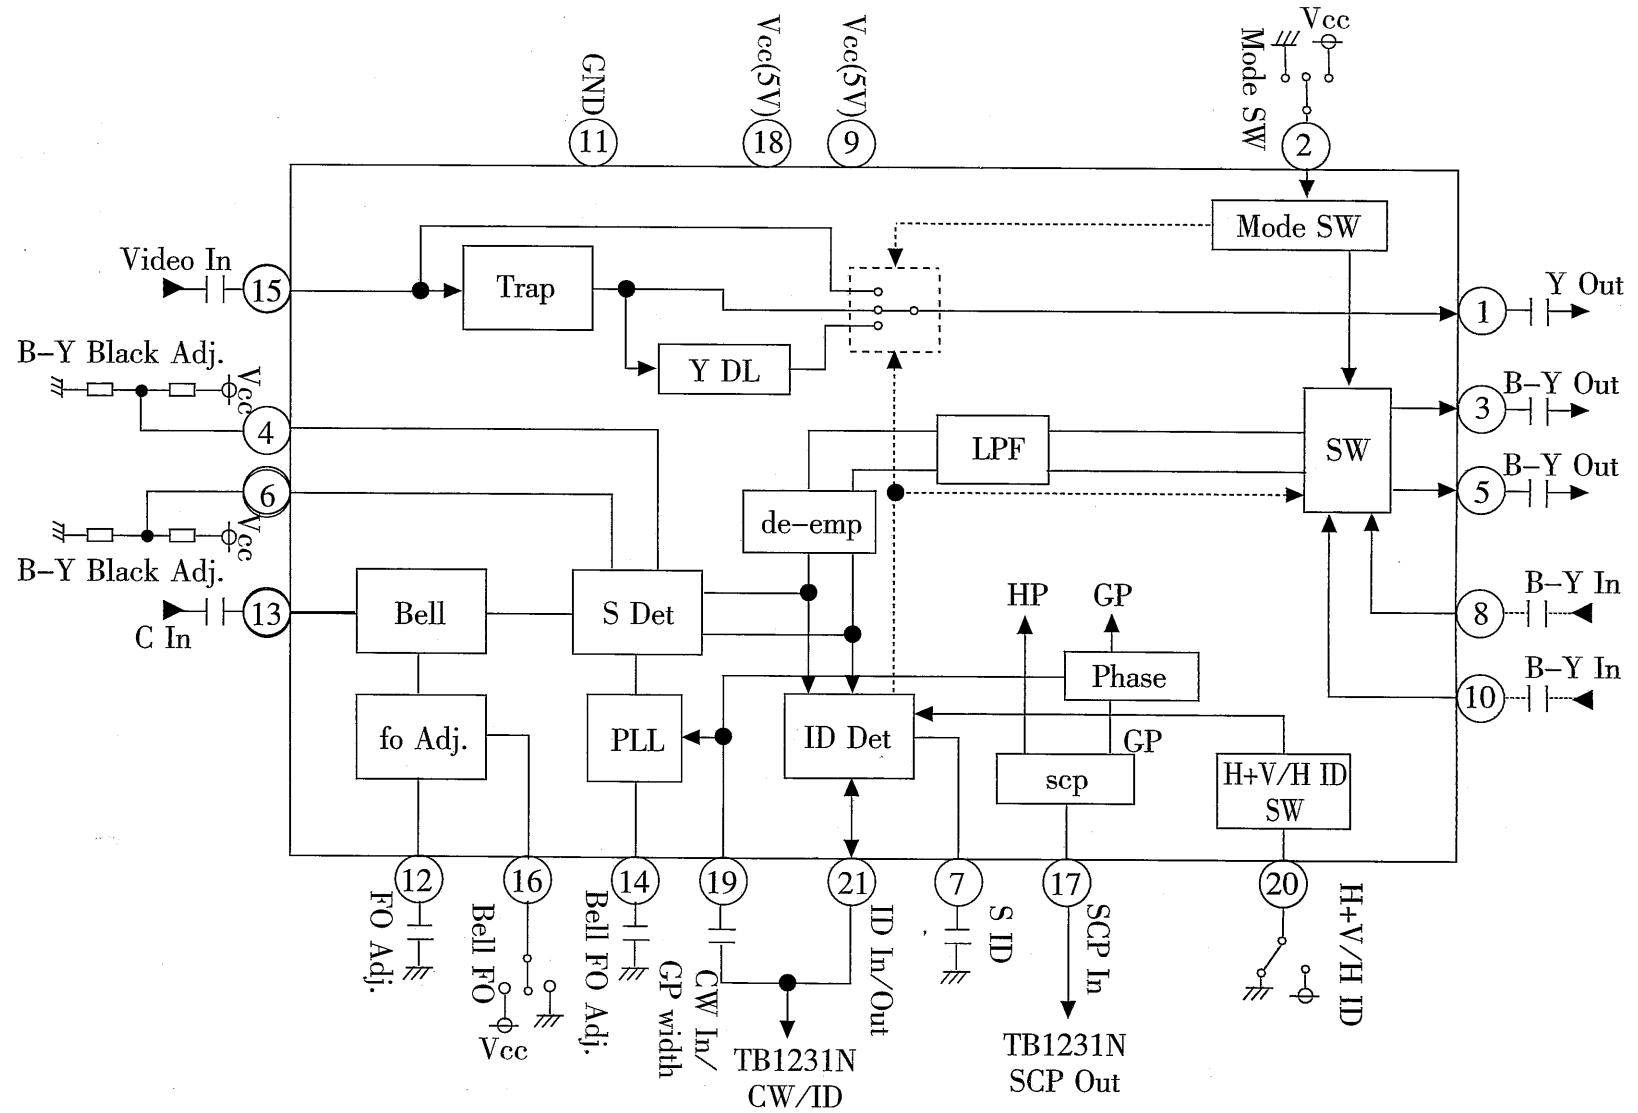 GND
Vcc(5V)
Vcc(5V)
Mode SW
Vcc
11
18
9
2
Mode SW
Video In
15
Trap
Y DL
1
Y Out
B-Y Black Adj.
Vcc
4
LPF
SW
3
B-Y Out
6
Vcc
B-Y Black Adj.
de-emp
5
B-Y Out
13
C In
Bell
S Det
HP
GP
8
B-Y In
Phase
10
B-Y In
fo Adj.
PLL
ID Det
GP
scp
H+V/H ID
SW
12
16
14
19
21
7
17
20
FO Adj.
Bell FO
Vcc
Bell FO Adj.
CW In/
GP width
ID In/Out
S ID
SCP In
H+V/H ID
TB1231N
CW/ID
TB1231N
SCP Out